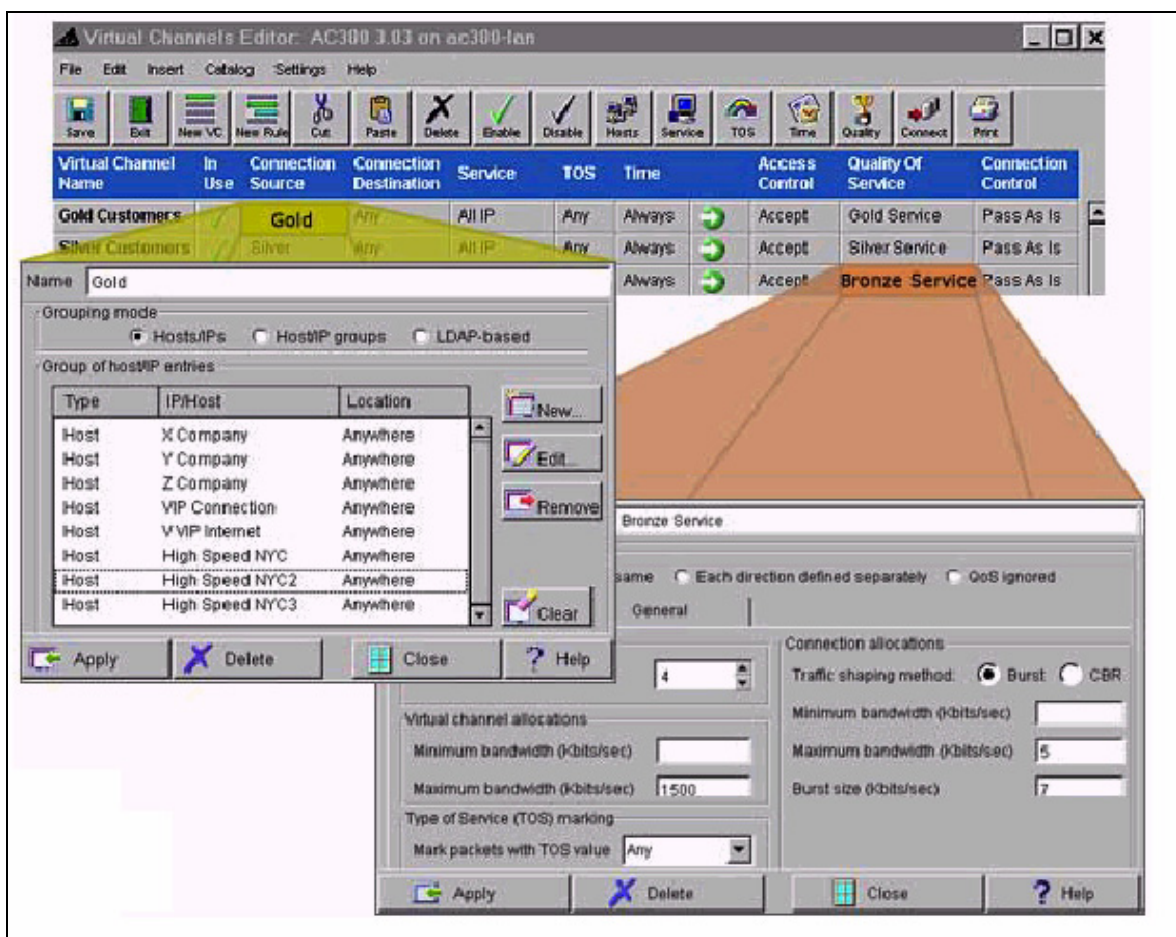 Virtual Channels Editor: AC300 3.03 on ac300-lan
File Edit Insert Catalog Settings Help
Save Exit New VC New Rule Cut Paste Delete Enable Disable Hosts Service TOS Time Quality Connect Print
Virtual Channel Name In Use Connection Source Connection Destination Service TOS Time Access Control Quality Of Service Connection Control
Gold Customers Gold Any All IP Any Always Accept Gold Service Pass As Is
Silver Customers Silver Any All IP Any Always Accept Silver Service Pass As Is
Always Accept Bronze Service Pass As Is
Name Gold
Grouping mode
Hosts/IPs Host/IP groups LDAP-based
Group of host/IP entries
Type IP/Host Location
Host X Company Anywhere
Host Y Company Anywhere
Host Z Company Anywhere
Host VIP Connection Anywhere
Host V VIP Internet Anywhere
Host High Speed NYC Anywhere
Host High Speed NYC2 Anywhere
Host High Speed NYC3 Anywhere
New...
Edit...
Remove
Clear
Apply Delete Close Help
Bronze Service
same Each direction defined separately QoS ignored
General
4
Virtual channel allocations
Minimum bandwidth (Kbits/sec)
Maximum bandwidth (Kbits/sec) 1500
Type of Service (TOS) marking
Mark packets with TOS value Any
Connection allocations
Traffic shaping method: Burst CBR
Minimum bandwidth (Kbits/sec)
Maximum bandwidth (Kbits/sec) 5
Burst size (Kbits/sec) 7
Apply Delete Close Help